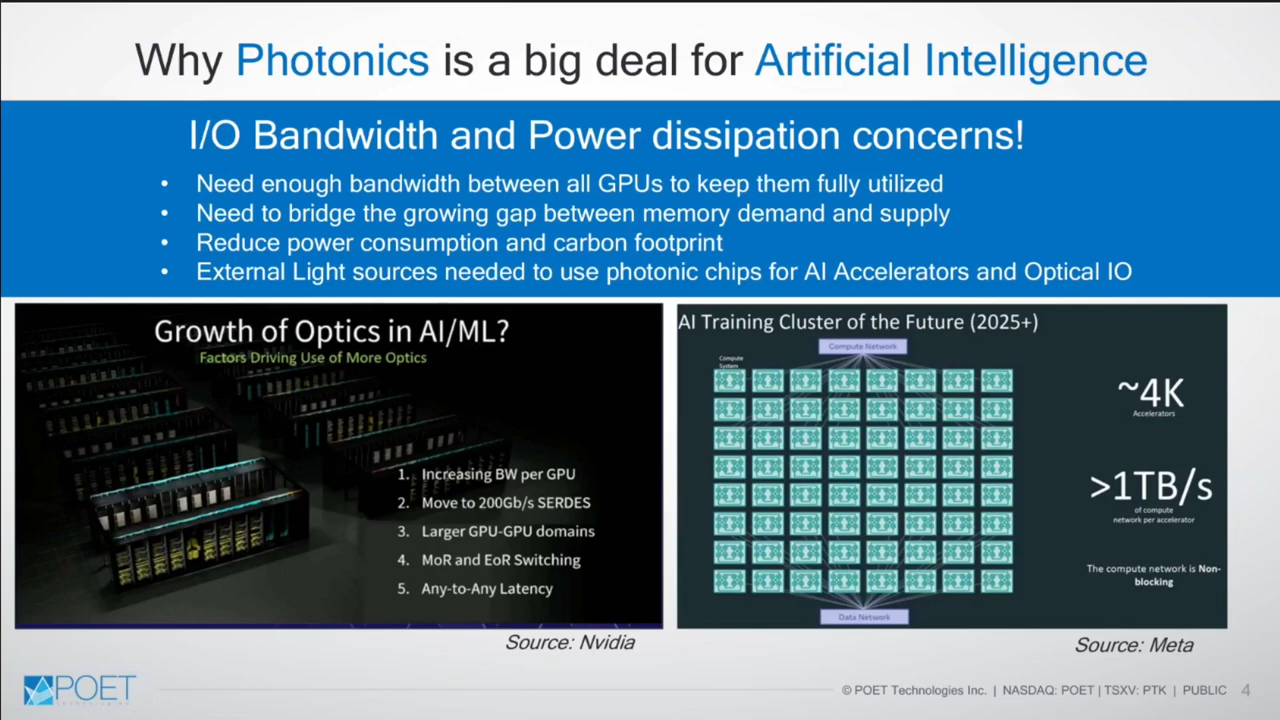 Why Photonics is a big deal for Artificial Intelligence
I/O Bandwidth and Power dissipation concerns!
• Need enough bandwidth between all GPUs to keep them fully utilized
• Need to bridge the growing gap between memory demand and supply
• Reduce power consumption and carbon footprint
• External Light sources needed to use photonic chips for AI Accelerators and Optical IO
Growth of Optics in AI/ML?
Factors Driving Use of More Optics
1. Increasing BW per GPU
2. Move to 200Gb/s SERDES
3. Larger GPU-GPU domains
4. MoR and EoR Switching
5. Any-to-Any Latency
Source: Nvidia
AI Training Cluster of the Future (2025+)
Compute Network
Compute
System
~4K
Accelerators
>1TB/s
of compute
network per accelerator
The compute network is Non-
blocking
Data Network
Source: Meta
POET
technologies
© POET Technologies Inc. | NASDAQ: POET | TSXV: PTK | PUBLIC 4